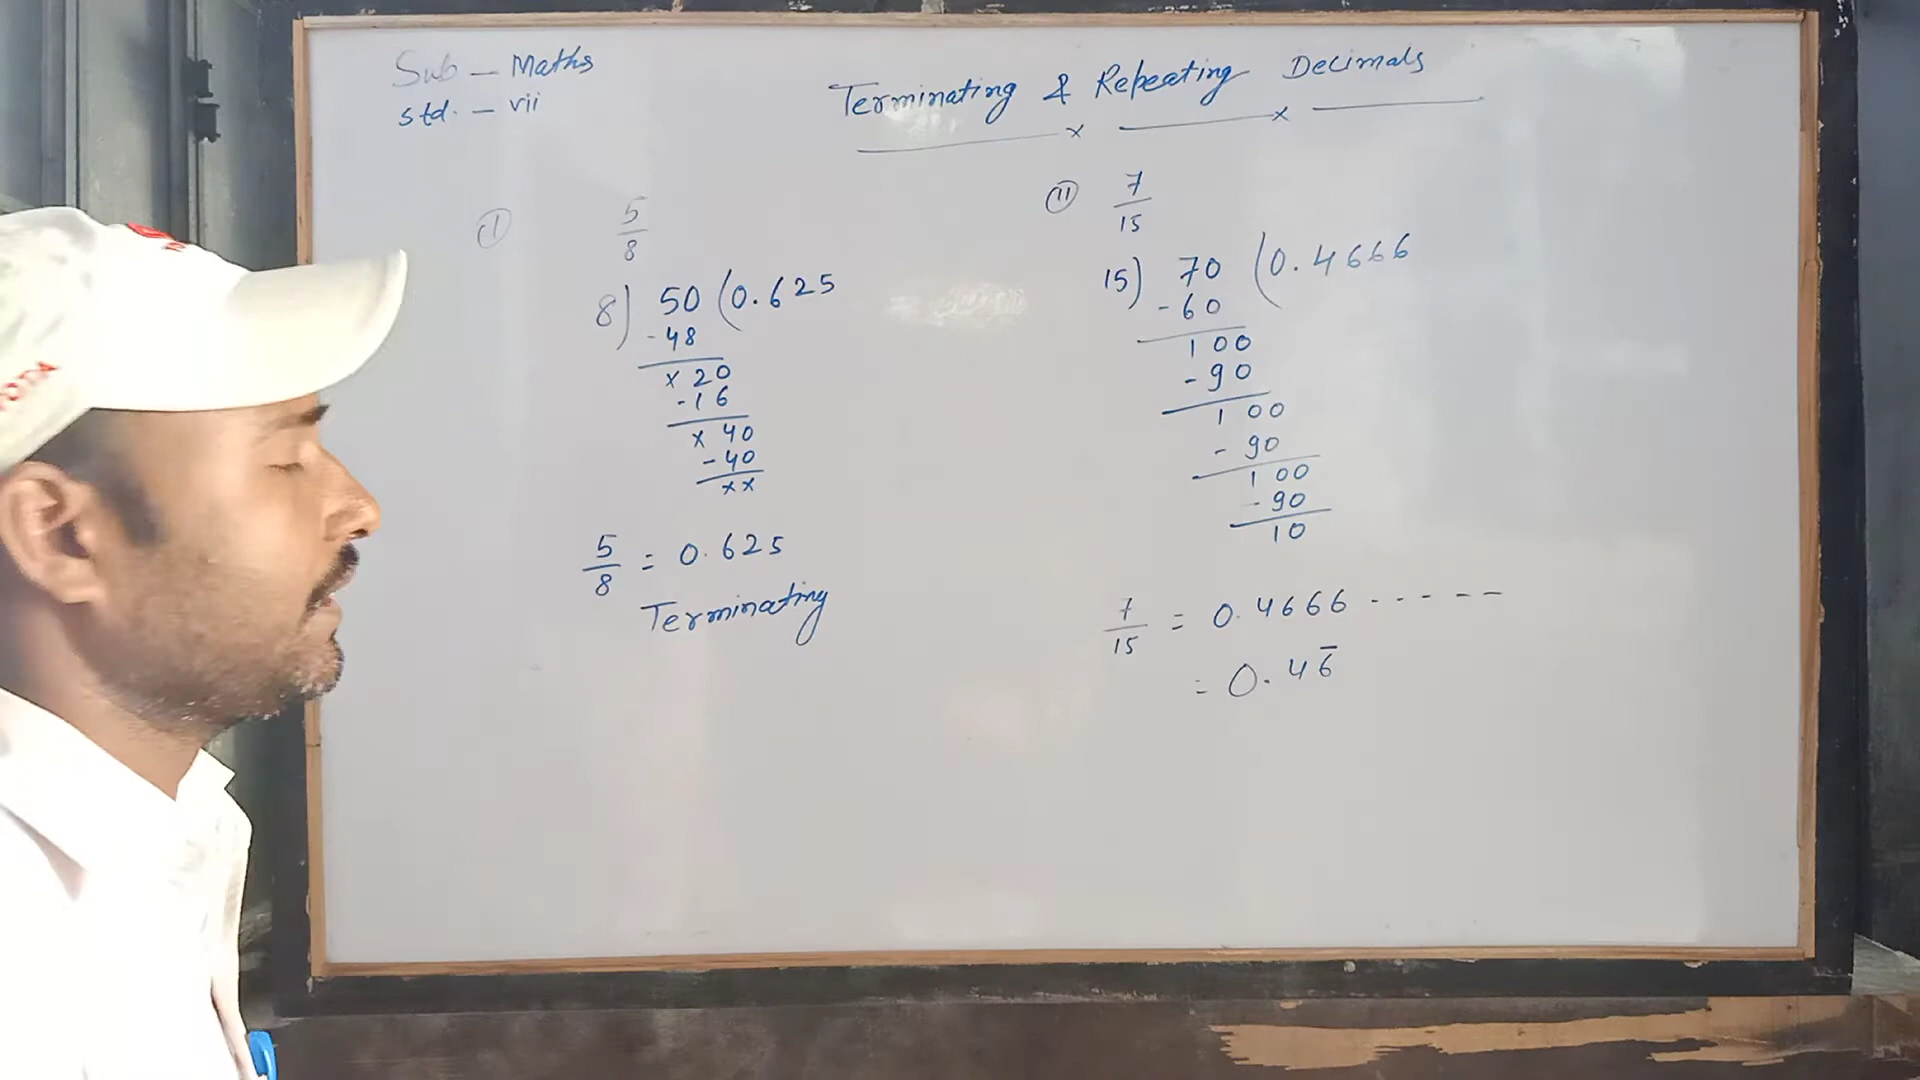 Sub - Maths
Std. - vii
Terminating & Repeating Decimals
x x
(I) 5/8
8) 50 (0.625
-48
x20
-16
x40
-40
xx
5/8 = 0.625
Terminating
(II) 7/15
15) 70 (0.4666
-60
100
-90
100
-90
100
-90
10
7/15 = 0.4666 -----
= 0.46̅